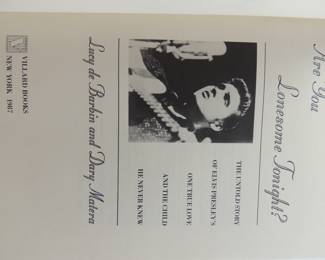 Are You
Lonesome Tonight?
THE UNTOLD STORY
OF ELVIS PRESLEY'S
ONE TRUE LOVE
AND THE CHILD
HE NEVER KNEW
Lucy de Barbin and Dary Matera
VILLARD BOOKS
NEW YORK 1987